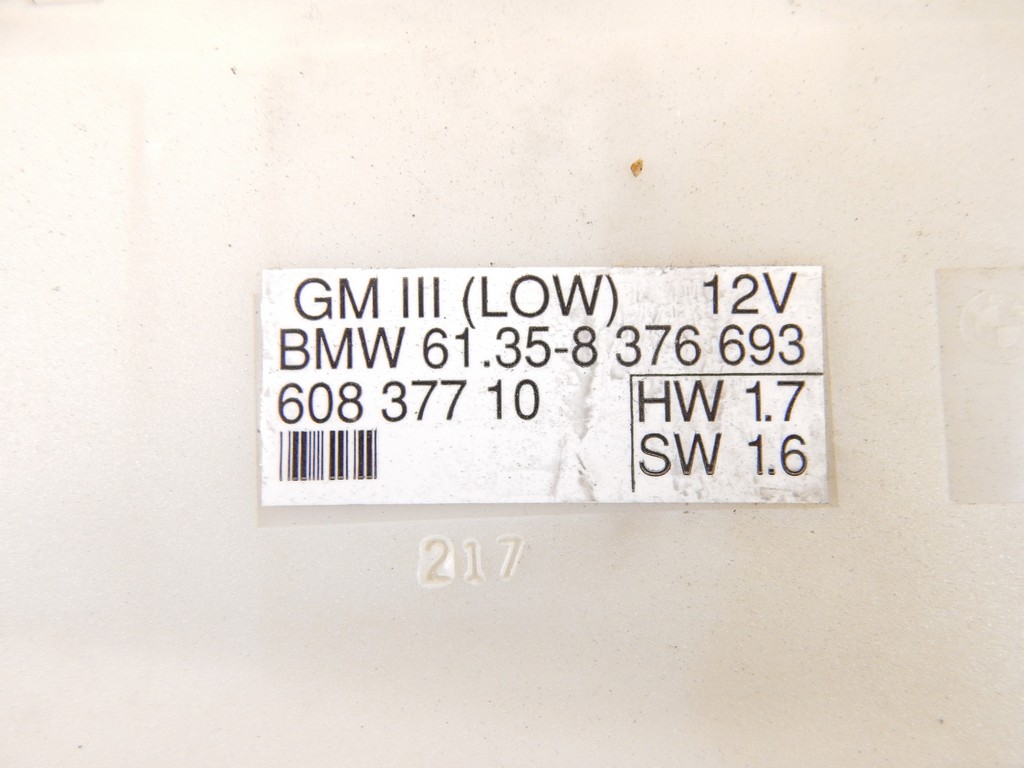 GM III (LOW) 12V
BMW 61.35-8 376 693
608 377 10
HW 1.7
SW 1.6
217